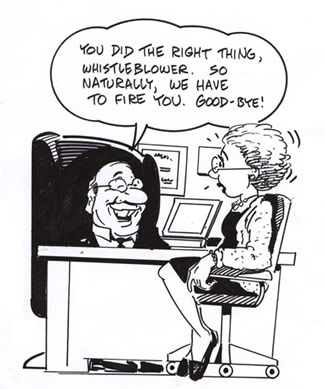 YOU DID THE RIGHT THING,
WHISTLEBLOWER. SO
NATURALLY, WE HAVE
TO FIRE YOU. GOOD-BYE!